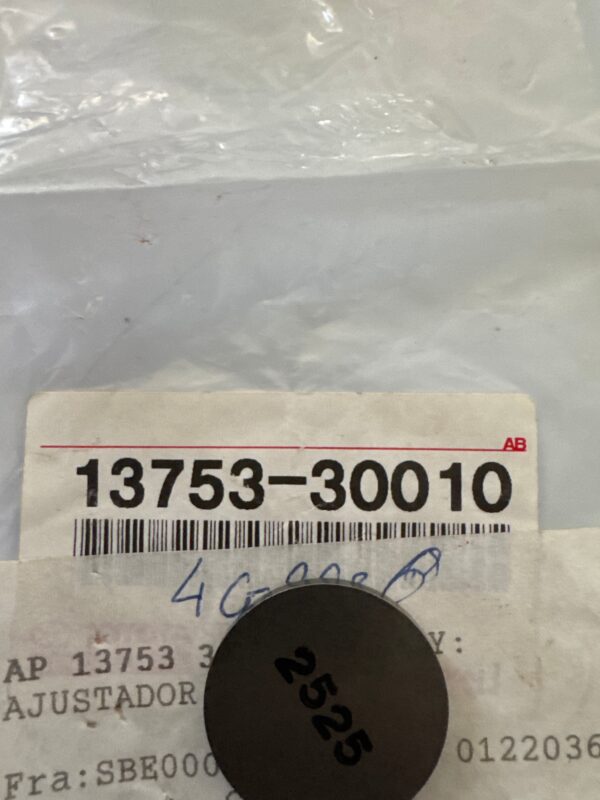 AB
13753-30010
AP 13753 3 Y:
AJUSTADOR
2525
Fra:SBE000 0122036